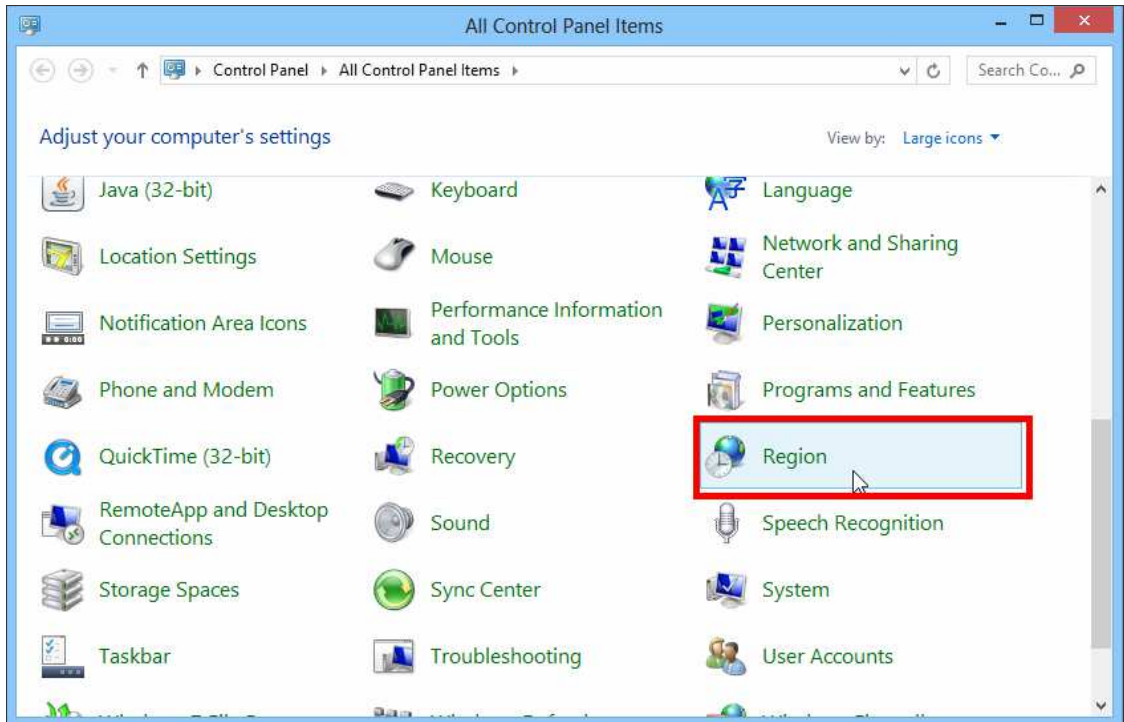 All Control Panel Items
Control Panel All Control Panel Items
Search Co...
Adjust your computer's settings
View by: Large icons
Java (32-bit)
Keyboard
Language
Location Settings
Mouse
Network and Sharing
Center
Notification Area Icons
Performance Information
and Tools
Personalization
Phone and Modem
Power Options
Programs and Features
QuickTime (32-bit)
Recovery
Region
RemoteApp and Desktop
Connections
Sound
Speech Recognition
Storage Spaces
Sync Center
System
Taskbar
Troubleshooting
User Accounts